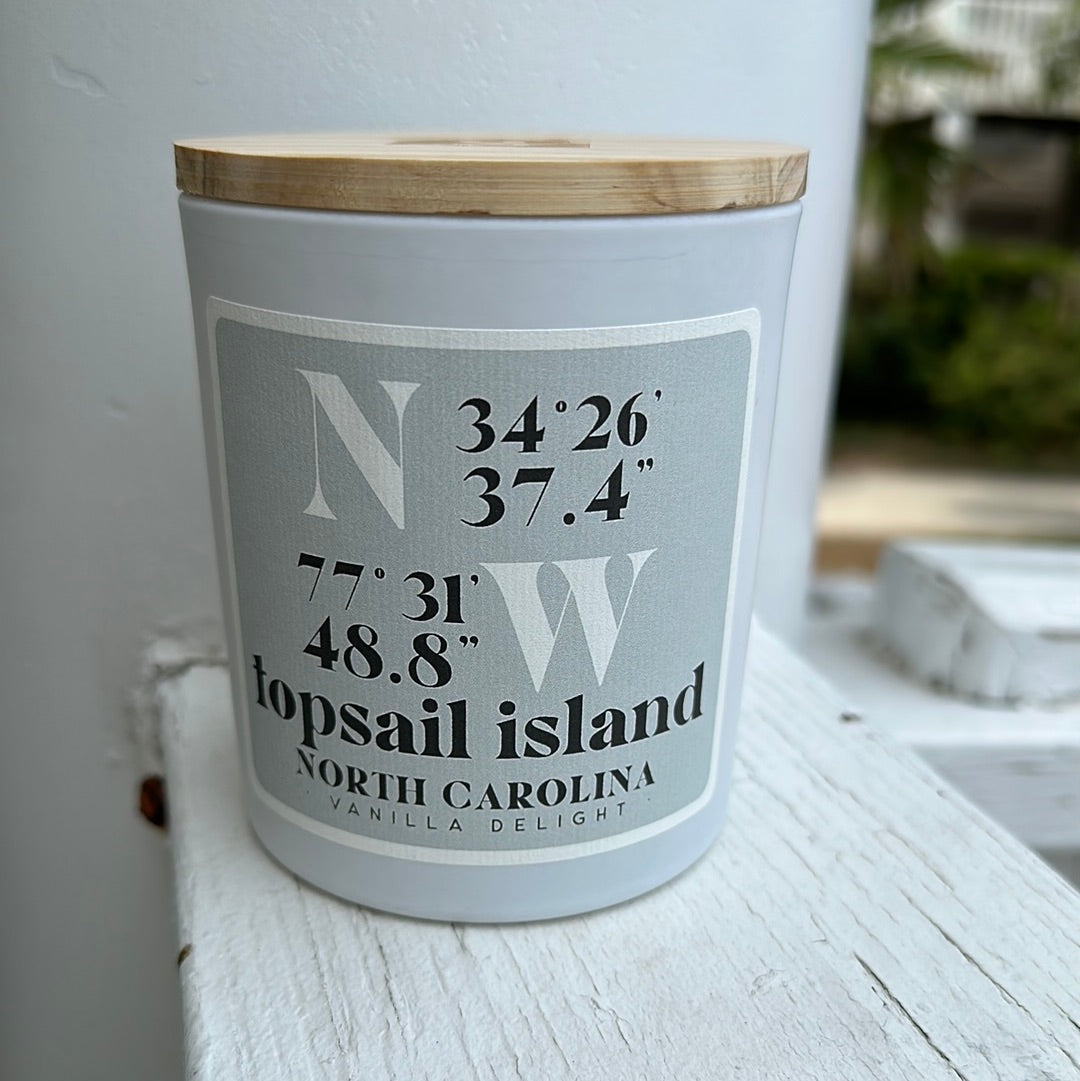 N 34°26'
37.4"
77° 31' W
48.8"
topsail island
NORTH CAROLINA
· VANILLA DELIGHT ·